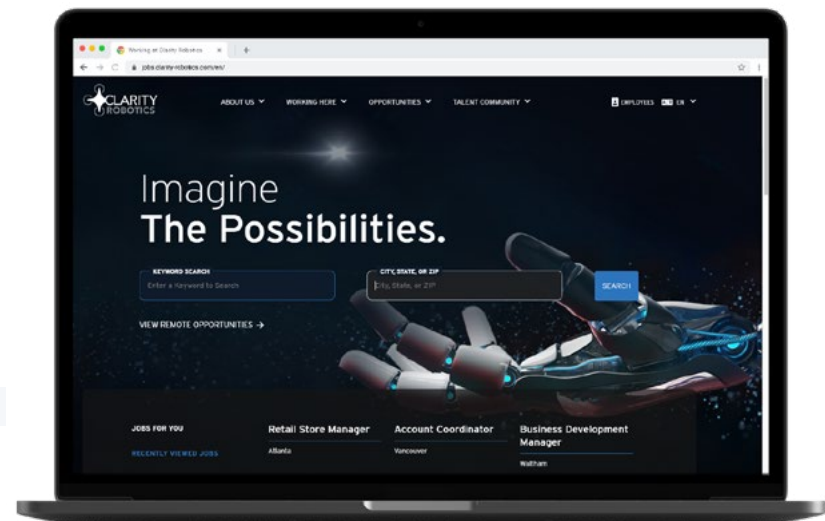 Working at Clarity Robotics
jobs.clarity-robotics.com/en/
CLARITY
ROBOTICS
ABOUT US
WORKING HERE
OPPORTUNITIES
TALENT COMMUNITY
EMPLOYEES
EN
Imagine
The Possibilities.
KEYWORD SEARCH
Enter a Keyword to Search
CITY, STATE, OR ZIP
City, State, or ZIP
SEARCH
VIEW REMOTE OPPORTUNITIES →
JOBS FOR YOU
RECENTLY VIEWED JOBS
Retail Store Manager
Atlanta
Account Coordinator
Vancouver
Business Development
Manager
Waltham